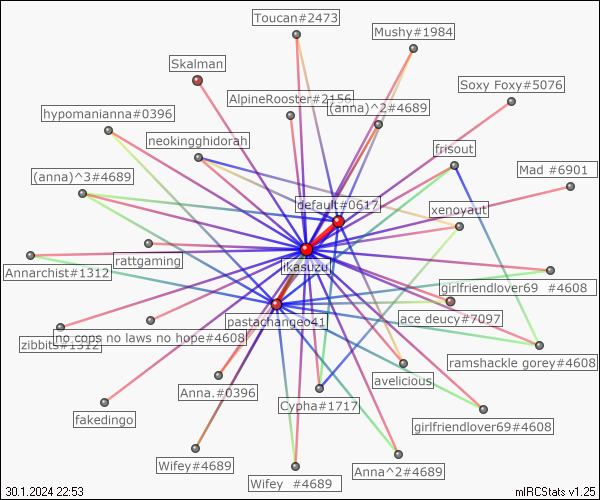 Toucan#2473
Mushy#1984
Skalman
Soxy Foxy#5076
AlpineRooster#2156
(anna)^2#4689
hypomanianna#0396
neokingghidorah
frisout
Mad  #6901
(anna)^3#4689
default#0617
xenoyaut
rattgaming
ikasuzu
Annarchist#1312
girlfriendlover69  #4608
ace deucy#7097
pastachangeo41
no cops no laws no hope#4608
zibbits#1312
ramshackle gorey#4608
avelicious
Anna.#0396
Cypha#1717
fakedingo
girlfriendlover69#4608
Wifey#4689
Anna^2#4689
Wifey  #4689
30.1.2024 22:53
mIRCStats v1.25